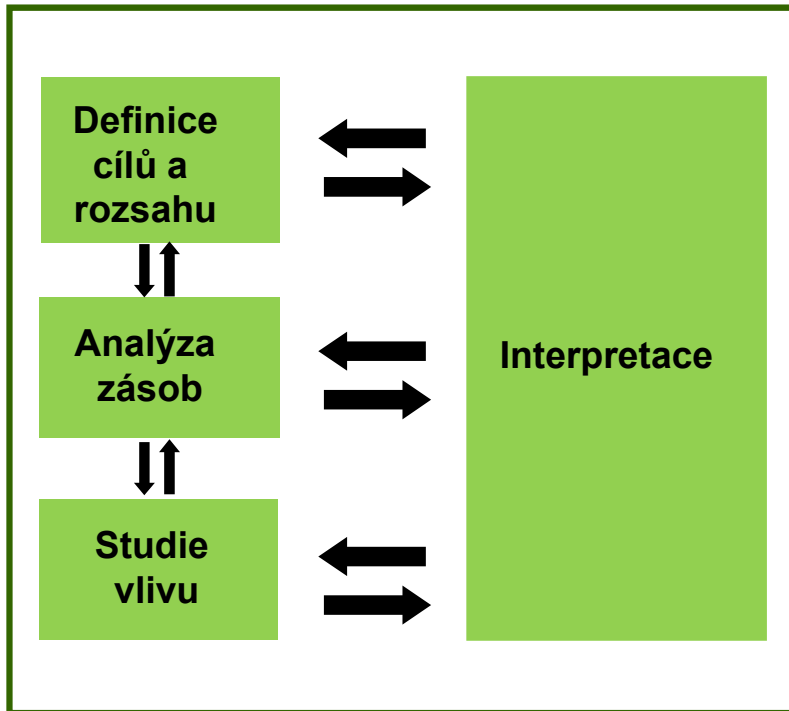 Definice
cílů a
rozsahu
Analýza
zásob
Interpretace
Studie
vlivu